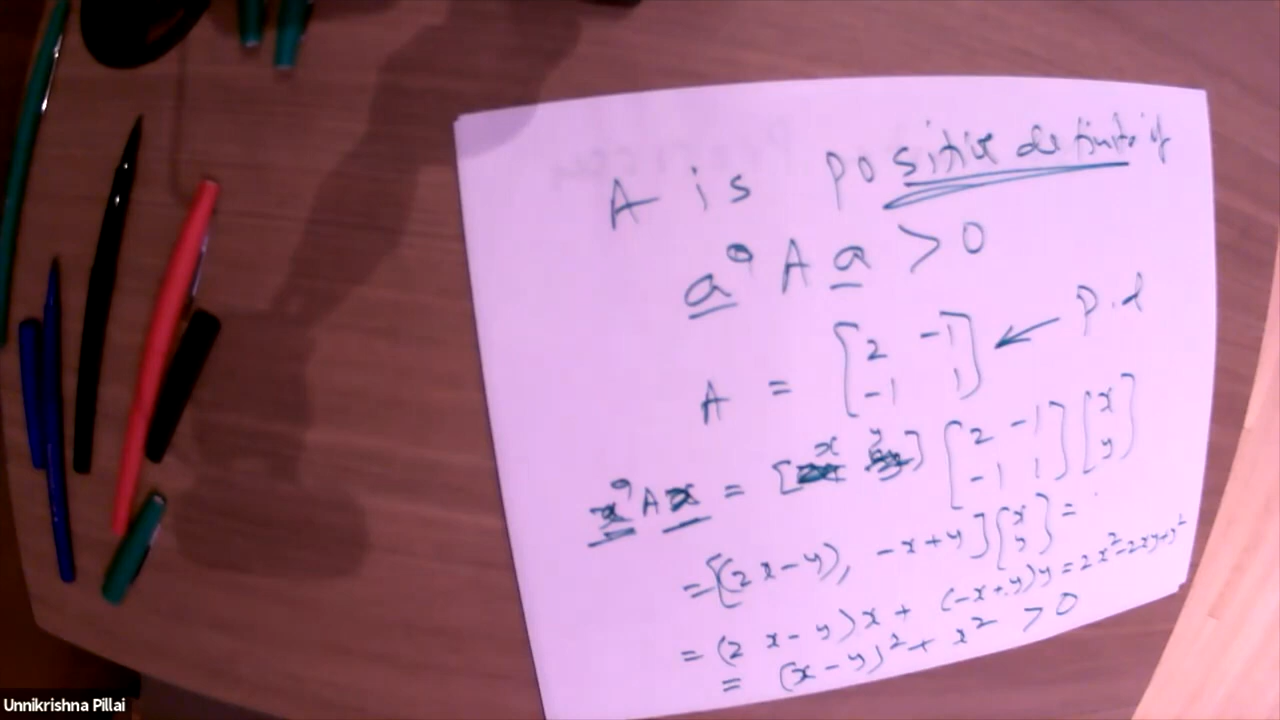 A is positive definite if
a° A a > 0
A = [2 -1; -1 1] ← p.d
x° A x = [x y] [2 -1; -1 1] [x; y]
= [(2x-y), -x+y] [x; y] =
= (2x-y)x + (-x+y)y = 2x²-2xy+y²
= (x-y)² + x² > 0
Unnikrishna Pillai